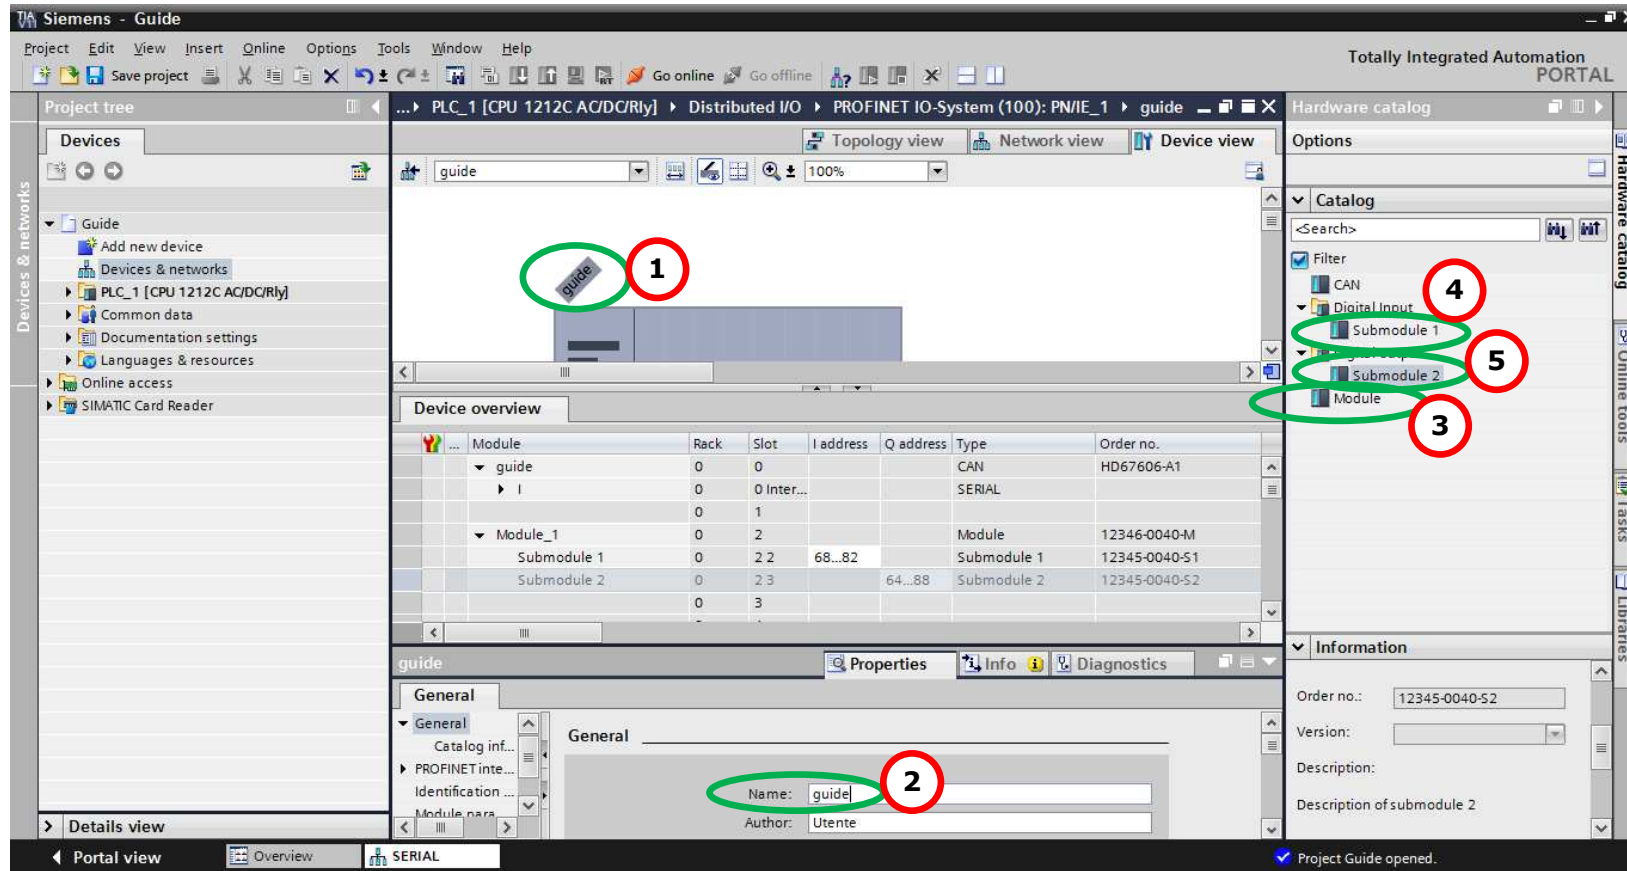 Siemens - Guide
Project Edit View Insert Online Options Tools Window Help
Totally Integrated Automation
PORTAL
Save project Go online Go offline
Project tree
...▸ PLC_1 [CPU 1212C AC/DC/Rly] ▸ Distributed I/O ▸ PROFINET IO-System (100): PN/IE_1 ▸ guide
Hardware catalog
Devices
Topology view Network view Device view
Options
guide
100%
Catalog
<Search>
Filter
CAN
Digital Input
Submodule 1
Submodule 2
Module
Guide
Add new device
Devices & networks
PLC_1 [CPU 1212C AC/DC/Rly]
Common data
Documentation settings
Languages & resources
Online access
SIMATIC Card Reader
guide
1
4
5
3
Device overview
... Module Rack Slot I address Q address Type Order no.
guide 0 0 CAN HD67606-A1
I 0 0 Inter... SERIAL
0 1
Module_1 0 2 Module 12346-0040-M
Submodule 1 0 2 2 68...82 Submodule 1 12345-0040-S1
Submodule 2 0 2 3 64...88 Submodule 2 12345-0040-S2
0 3
guide
Properties Info Diagnostics
General
General
Catalog inf...
PROFINET inte...
Identification ...
Module para...
General
Name: guide
2
Author: Utente
Information
Order no.: 12345-0040-S2
Version:
Description:
Description of submodule 2
Details view
Portal view Overview SERIAL
Project Guide opened.
Devices & networks
Hardware catalog
Online tools
Tasks
Libraries